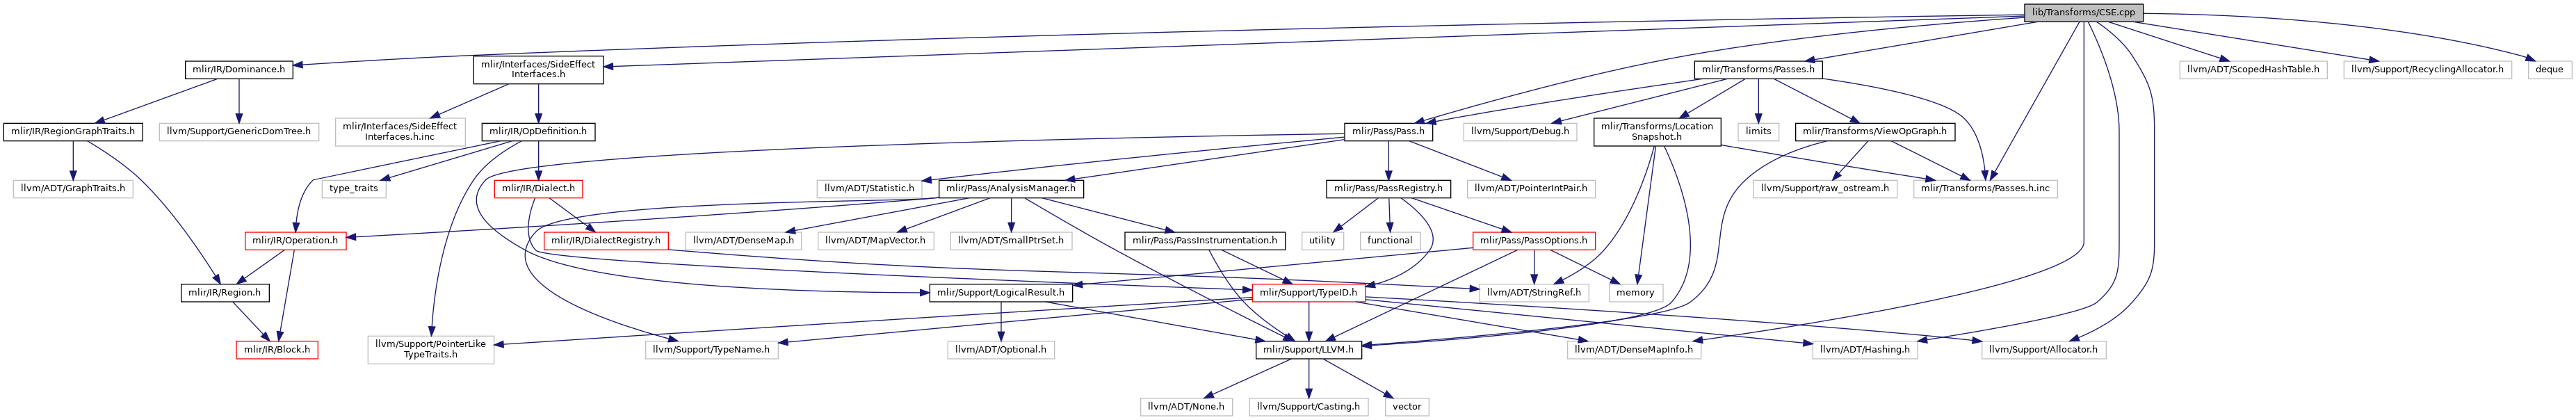 lib/Transforms/CSE.cpp
mlir/IR/Dominance.h
mlir/Interfaces/SideEffect
Interfaces.h
mlir/Transforms/Passes.h
llvm/ADT/ScopedHashTable.h
llvm/Support/RecyclingAllocator.h
deque
mlir/IR/RegionGraphTraits.h
llvm/Support/GenericDomTree.h
mlir/Interfaces/SideEffect
Interfaces.h.inc
mlir/IR/OpDefinition.h
mlir/Pass/Pass.h
llvm/Support/Debug.h
mlir/Transforms/Location
Snapshot.h
limits
mlir/Transforms/ViewOpGraph.h
llvm/ADT/GraphTraits.h
type_traits
mlir/IR/Dialect.h
llvm/ADT/Statistic.h
mlir/Pass/AnalysisManager.h
mlir/Pass/PassRegistry.h
llvm/ADT/PointerIntPair.h
llvm/Support/raw_ostream.h
mlir/Transforms/Passes.h.inc
mlir/IR/Operation.h
mlir/IR/DialectRegistry.h
llvm/ADT/DenseMap.h
llvm/ADT/MapVector.h
llvm/ADT/SmallPtrSet.h
mlir/Pass/PassInstrumentation.h
utility
functional
mlir/Pass/PassOptions.h
mlir/IR/Region.h
mlir/Support/LogicalResult.h
mlir/Support/TypeID.h
llvm/ADT/StringRef.h
memory
mlir/IR/Block.h
llvm/Support/PointerLike
TypeTraits.h
llvm/Support/TypeName.h
llvm/ADT/Optional.h
mlir/Support/LLVM.h
llvm/ADT/DenseMapInfo.h
llvm/ADT/Hashing.h
llvm/Support/Allocator.h
llvm/ADT/None.h
llvm/Support/Casting.h
vector